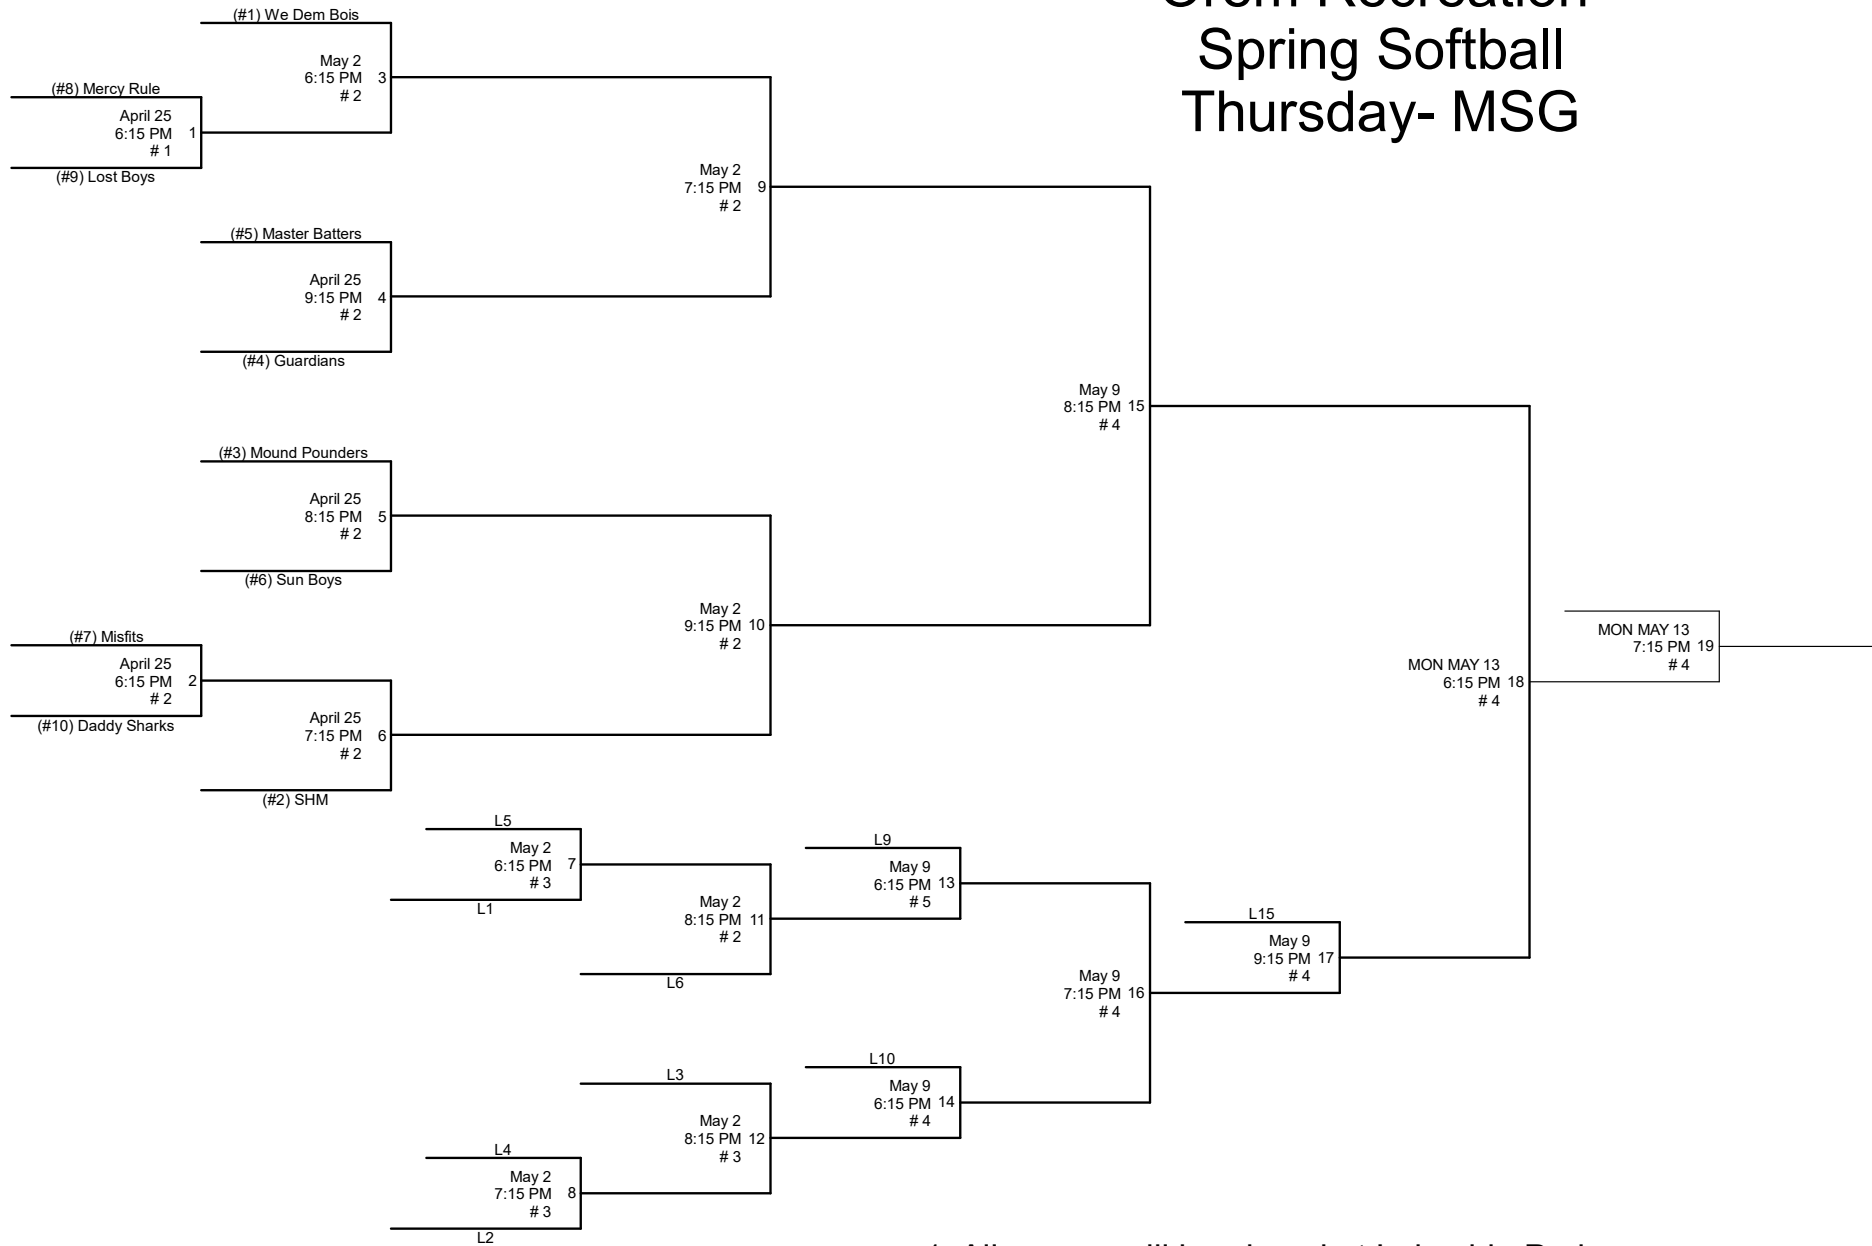 Spring Softball
Thursday- MSG
(#1) We Dem Bois
May 2
6:15 PM 3
# 2
(#8) Mercy Rule
April 25
6:15 PM 1
# 1
(#9) Lost Boys
May 2
7:15 PM 9
# 2
(#5) Master Batters
April 25
9:15 PM 4
# 2
(#4) Guardians
May 9
8:15 PM 15
# 4
(#3) Mound Pounders
April 25
8:15 PM 5
# 2
(#6) Sun Boys
May 2
9:15 PM 10
# 2
(#7) Misfits
April 25
6:15 PM 2
# 2
(#10) Daddy Sharks
April 25
7:15 PM 6
# 2
(#2) SHM
MON MAY 13
6:15 PM 18
# 4
MON MAY 13
7:15 PM 19
# 4
L5
May 2
6:15 PM 7
# 3
L1
May 2
8:15 PM 11
# 2
L6
L9
May 9
6:15 PM 13
# 5
L15
May 9
9:15 PM 17
# 4
May 9
7:15 PM 16
# 4
L10
May 9
6:15 PM 14
# 4
L3
May 2
8:15 PM 12
# 3
L4
May 2
7:15 PM 8
# 3
L2